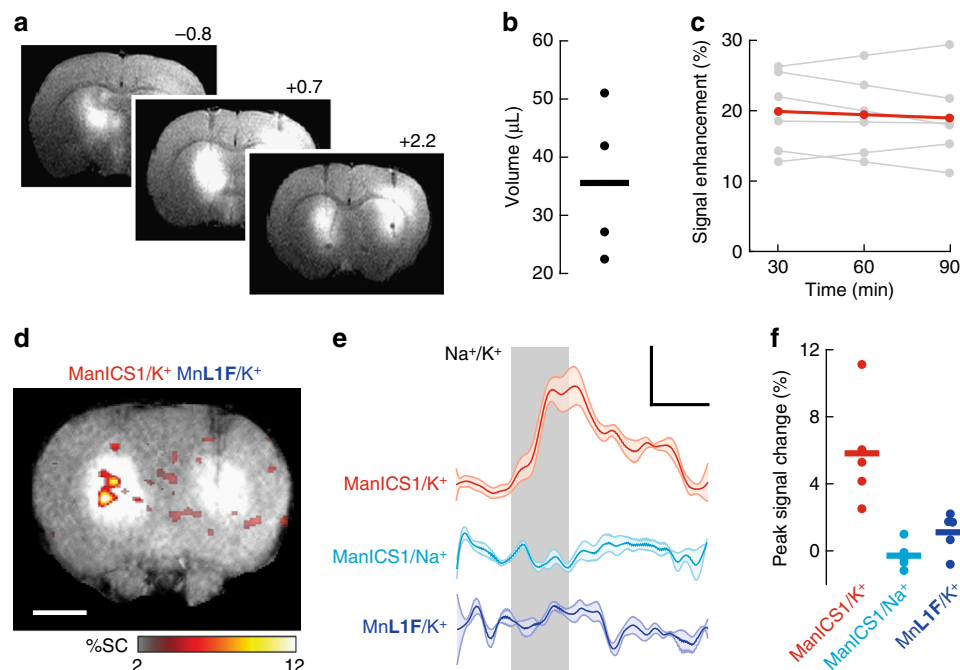 a
−0.8
+0.7
+2.2
b
Volume (μL)
60
50
40
30
20
c
Signal enhancement (%)
30
20
10
0
30 60 90
Time (min)
d
ManICS1/K⁺ MnL1F/K⁺
%SC
2 12
e
Na⁺/K⁺
ManICS1/K⁺
ManICS1/Na⁺
MnL1F/K⁺
f
Peak signal change (%)
12
8
4
0
ManICS1/K⁺
ManICS1/Na⁺
MnL1F/K⁺